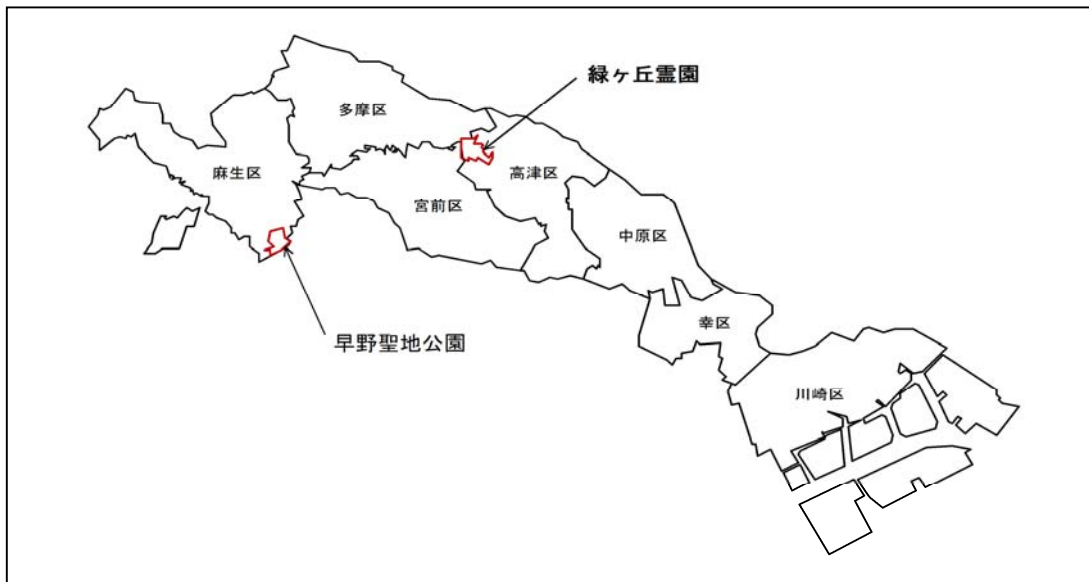 緑ヶ丘霊園
多摩区
麻生区
高津区
宮前区
中原区
幸区
早野聖地公園
川崎区